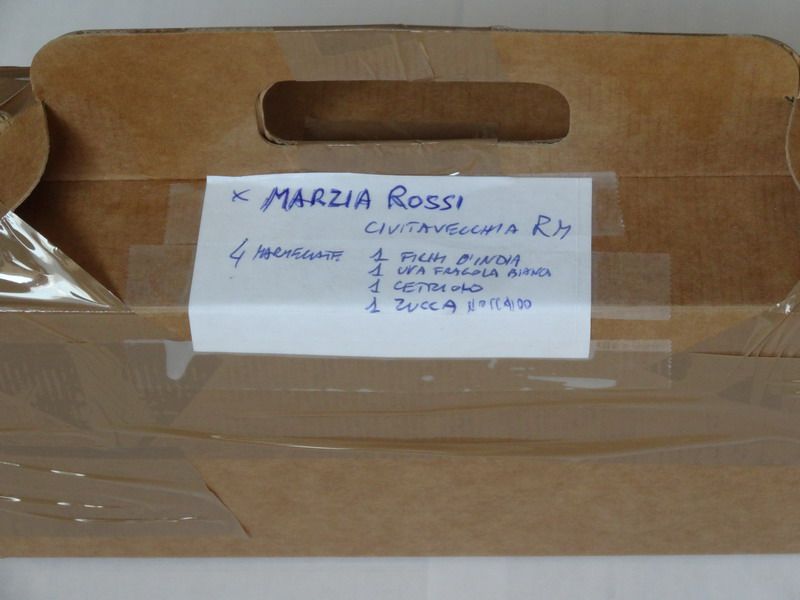 x MARZIA ROSSI
CIVITAVECCHIA RM
4 MARMELLATE 1 FICHI D'INDIA
1 UVA FRAGOLA BIANCA
1 CETRIOLO
1 ZUCCA